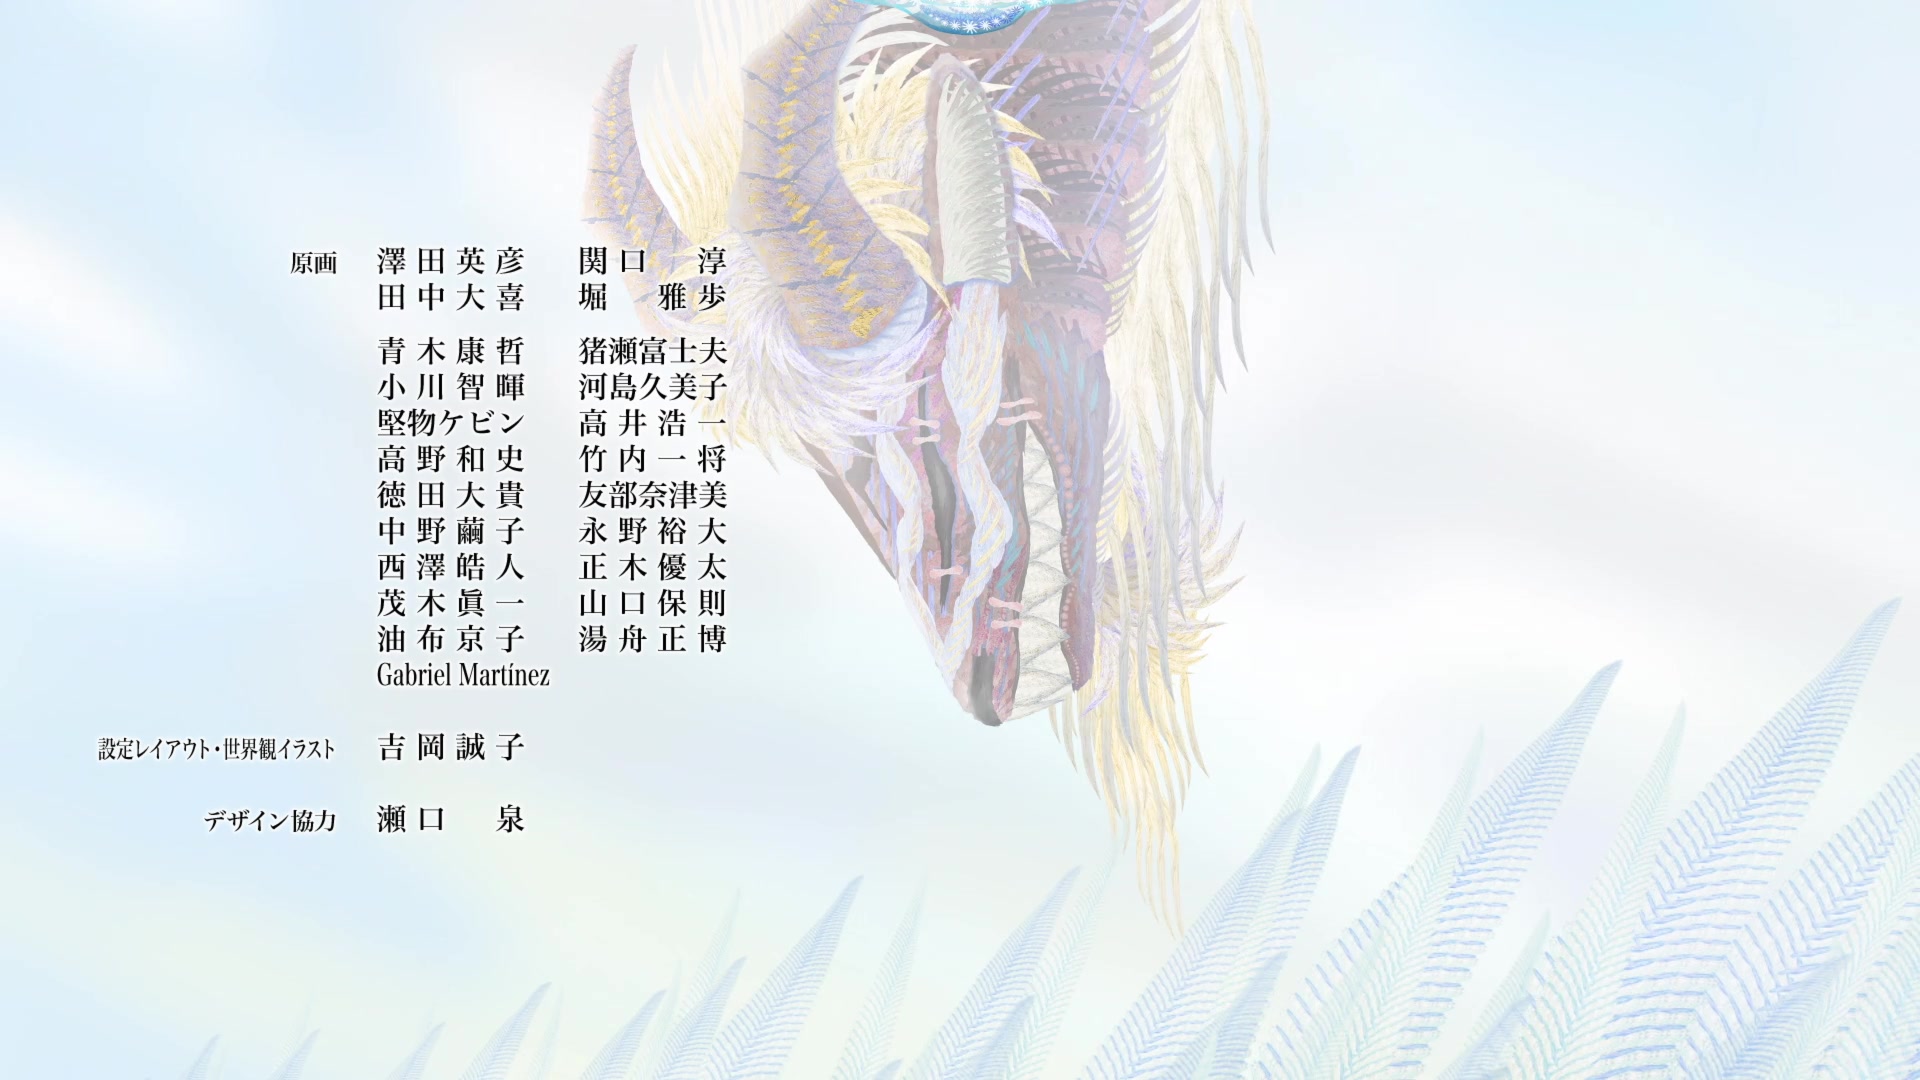 原画 澤田英彦 関口 淳
田中大喜 堀 雅歩
青木康哲 猪瀬富士夫
小川智暉 河島久美子
堅物ケビン 高井浩一
高野和史 竹内一将
徳田大貴 友部奈津美
中野繭子 永野裕大
西澤皓人 正木優太
茂木眞一 山口保則
油布京子 湯舟正博
Gabriel Martínez
設定レイアウト・世界観イラスト 吉岡誠子
デザイン協力 瀬口 泉